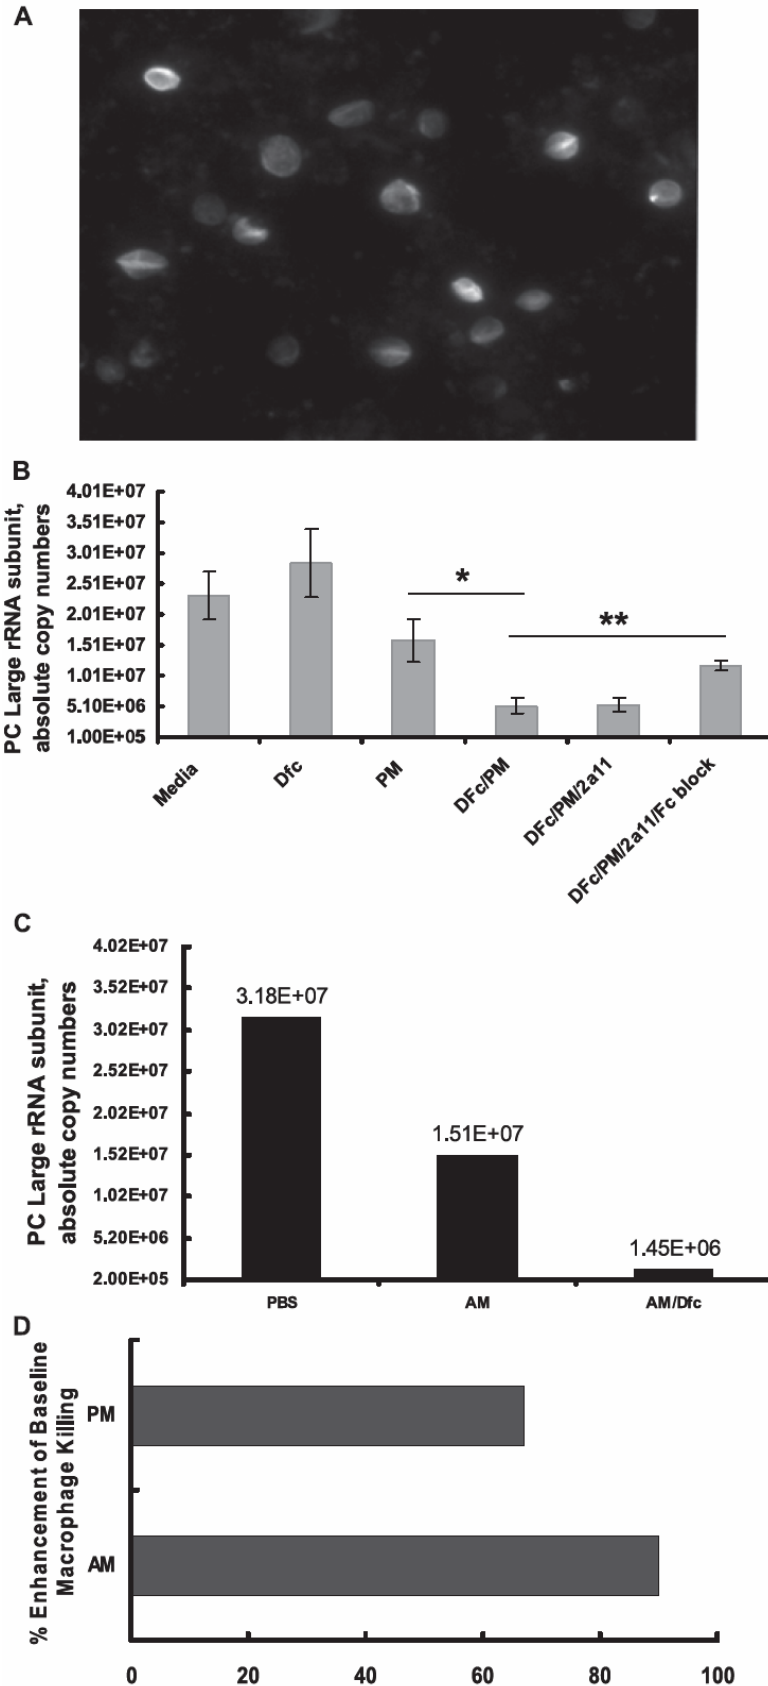 A
B
PC Large rRNA subunit,
absolute copy numbers
4.01E+07
3.51E+07
3.01E+07
2.51E+07
2.01E+07
1.51E+07
1.01E+07
5.10E+06
1.00E+05
*
**
Media
Dfc
PM
DFc/PM
DFc/PM/2a11
DFc/PM/2a11/Fc block
C
PC Large rRNA subunit,
absolute copy numbers
4.02E+07
3.52E+07
3.02E+07
2.52E+07
2.02E+07
1.52E+07
1.02E+07
5.20E+06
2.00E+05
3.18E+07
1.51E+07
1.45E+06
PBS
AM
AM/Dfc
D
% Enhancement of Baseline
Macrophage Killing
PM
AM
0 20 40 60 80 100